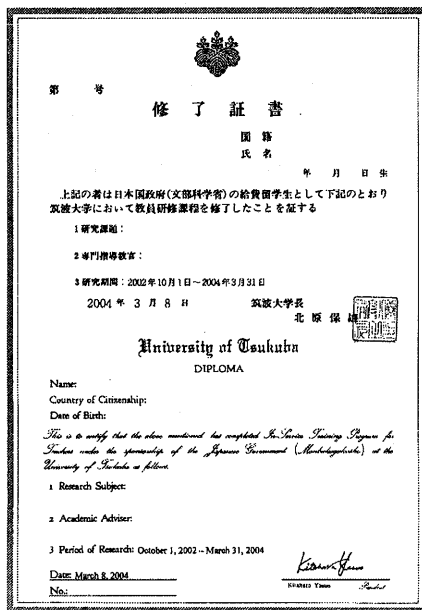 第　　号
修了証書
国籍
氏名
年　月　日生
上記の者は日本国政府(文部科学省)の給費留学生として下記のとおり
筑波大学において教員研修課程を修了したことを証する
1 研究課題：
2 専門指導教官：
3 研究期間：2002年10月1日～2004年3月31日
2004年3月8日　筑波大学長
北原保雄
University of Tsukuba
DIPLOMA
Name:
Country of Citizenship:
Date of Birth:
This is to certify that the above mentioned has completed In-Service Training Program for
Teachers under the sponsorship of the Japanese Government (Monbukagakusho) at the
University of Tsukuba as follows.
1 Research Subject:
2 Academic Adviser:
3 Period of Research: October 1, 2002 -- March 31, 2004
Date: March 8, 2004
Kitahara Yasuo President
No.: